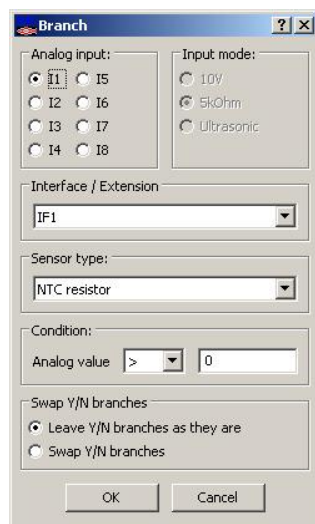 Branch
Analog input:
Input mode:
I1 I5
10V
I2 I6
5kOhm
I3 I7
Ultrasonic
I4 I8
Interface / Extension
IF1
Sensor type:
NTC resistor
Condition:
Analog value > 0
Swap Y/N branches
Leave Y/N branches as they are
Swap Y/N branches
OK Cancel